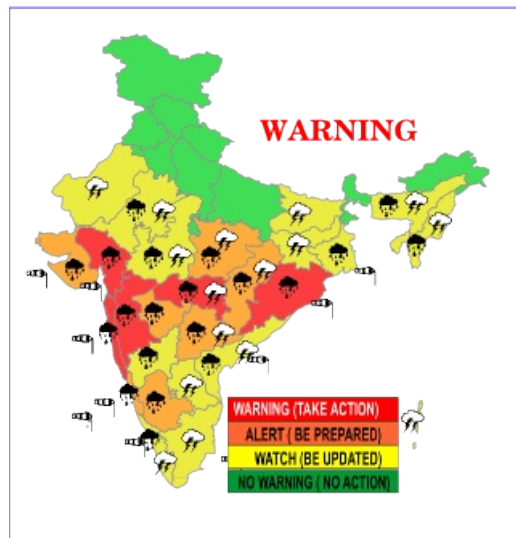 WARNING
WARNING (TAKE ACTION)
ALERT ( BE PREPARED)
WATCH (BE UPDATED)
NO WARNING ( NO ACTION)